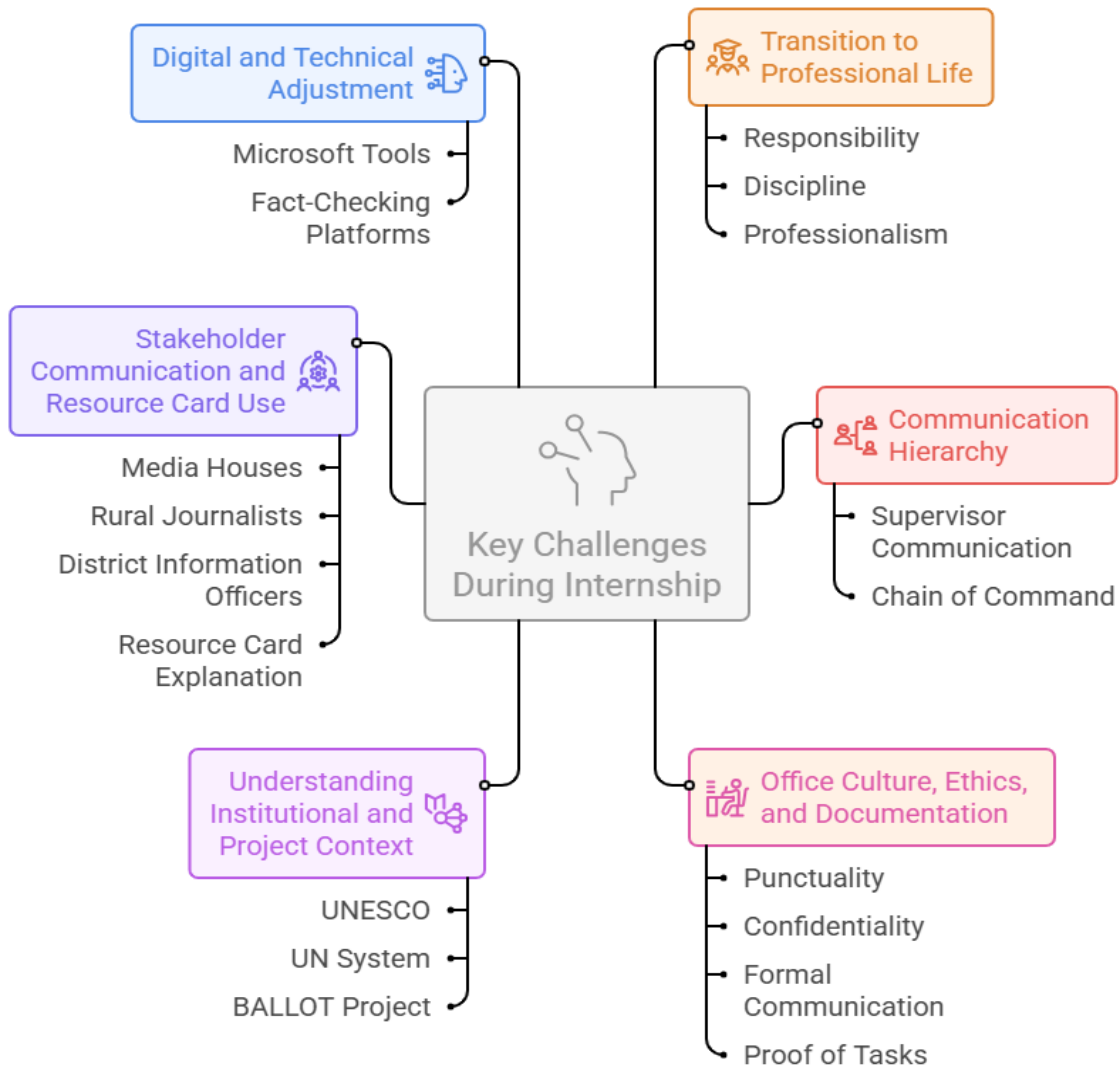 Digital and Technical
Adjustment
Microsoft Tools
Fact-Checking
Platforms
Transition to
Professional Life
Responsibility
Discipline
Professionalism
Stakeholder
Communication and
Resource Card Use
Media Houses
Rural Journalists
District Information
Officers
Resource Card
Explanation
Key Challenges
During Internship
Communication
Hierarchy
Supervisor
Communication
Chain of Command
Understanding
Institutional and
Project Context
UNESCO
UN System
BALLOT Project
Office Culture, Ethics,
and Documentation
Punctuality
Confidentiality
Formal
Communication
Proof of Tasks